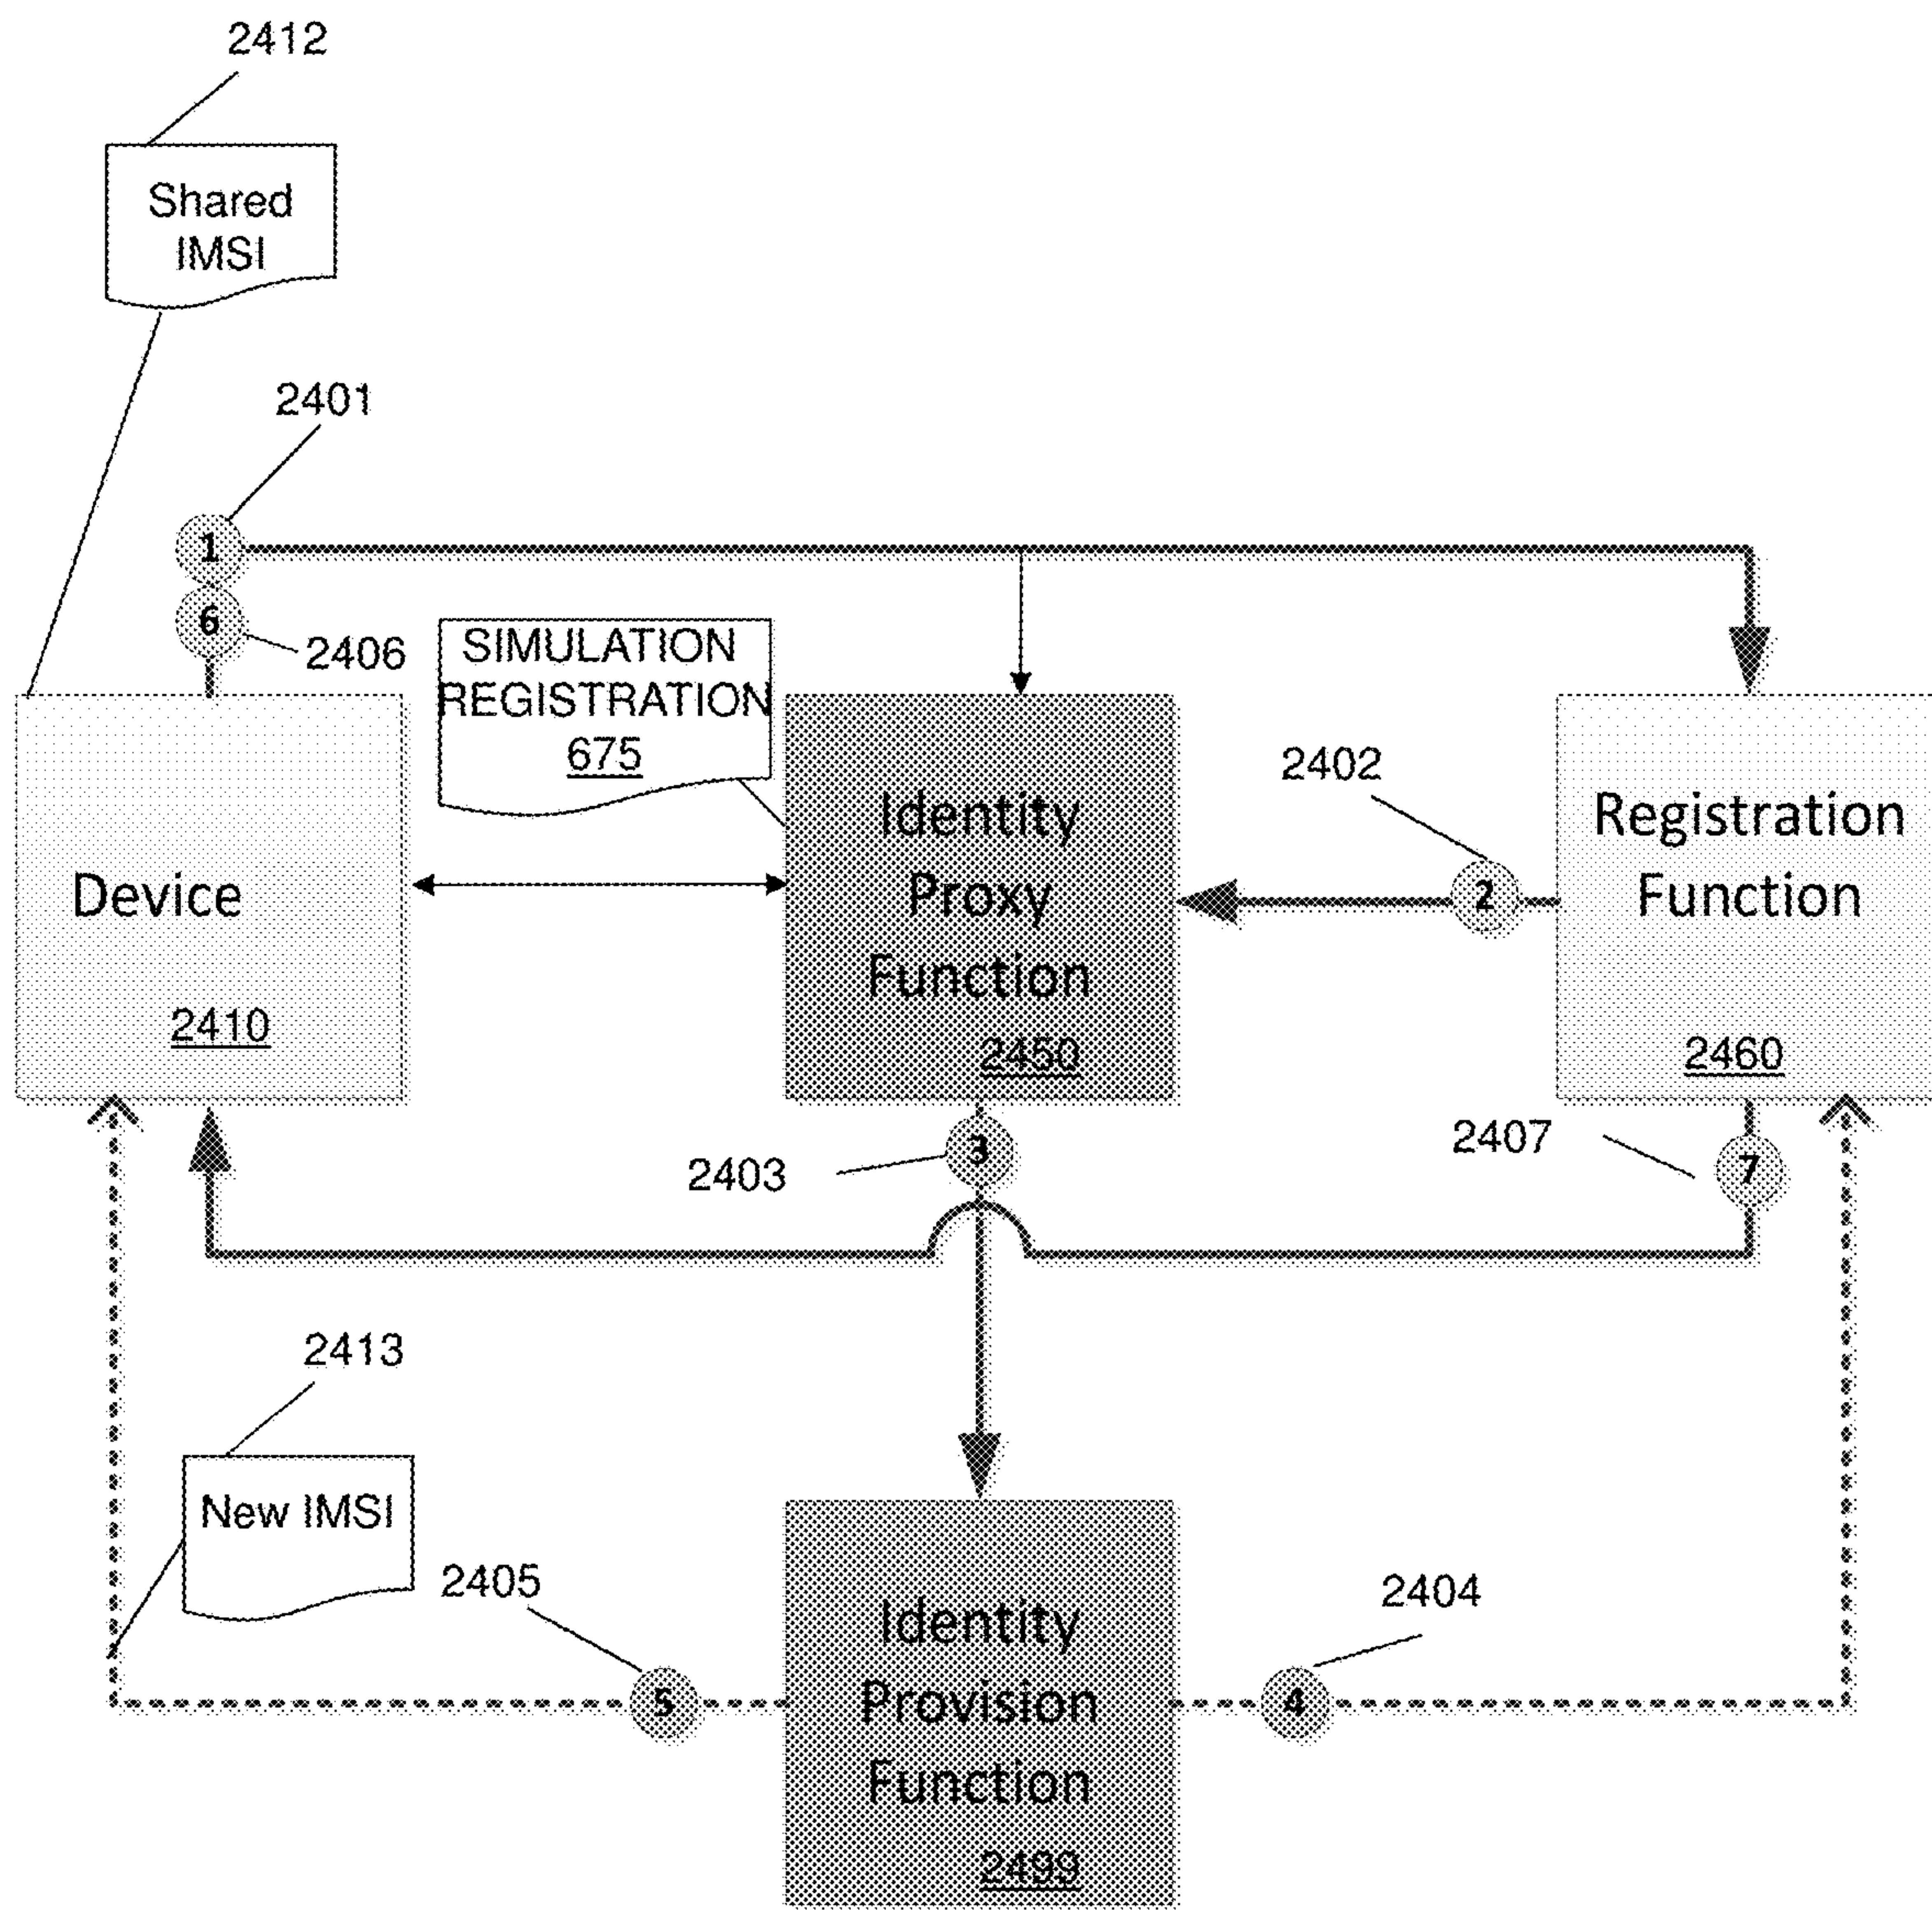 2412
Shared
IMSI
2401
1
6
2406
SIMULATION
REGISTRATION
675
Device
2410
Identity
Proxy
Function
2450
2402
2
Registration
Function
2460
2403
3
2407
7
2413
New IMSI
2405
5
2404
4
Identity
Provision
Function
2499